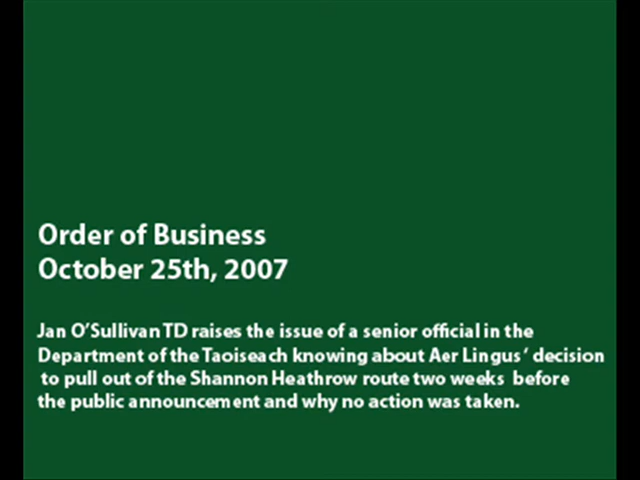 Order of Business
October 25th, 2007
Jan O’Sullivan TD raises the issue of a senior official in the
Department of the Taoiseach knowing about Aer Lingus’ decision
to pull out of the Shannon Heathrow route two weeks before
the public announcement and why no action was taken.